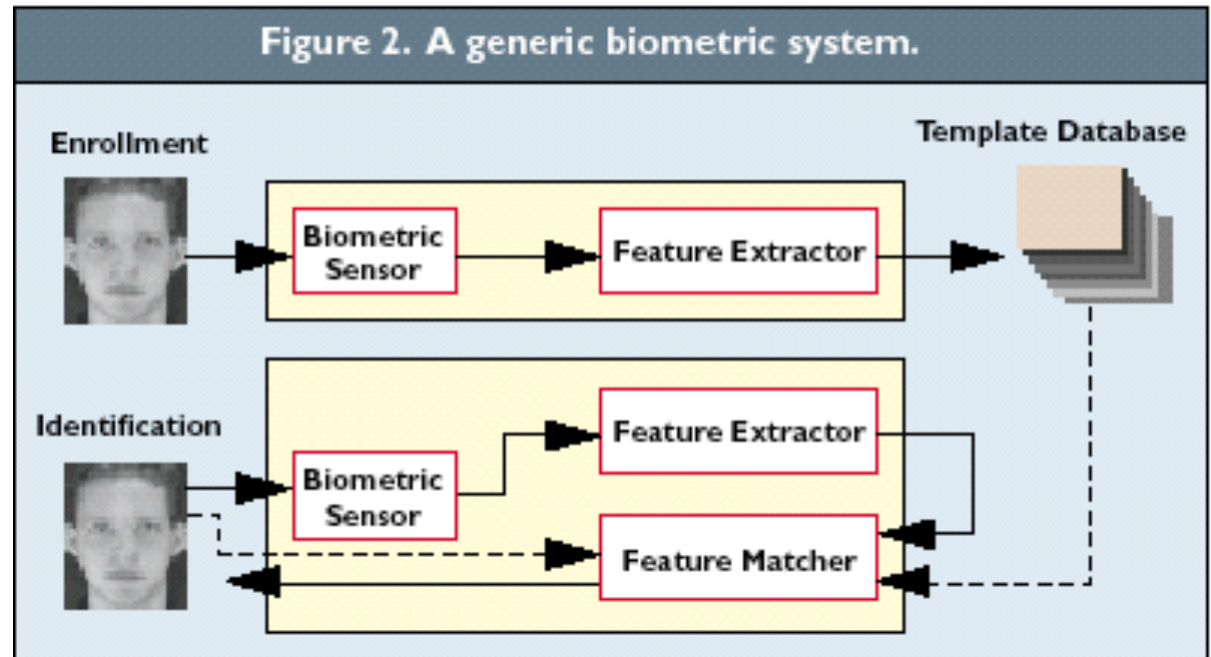 Figure 2. A generic biometric system.
Enrollment
Template Database
Biometric
Sensor
Feature Extractor
Identification
Feature Extractor
Biometric
Sensor
Feature Matcher